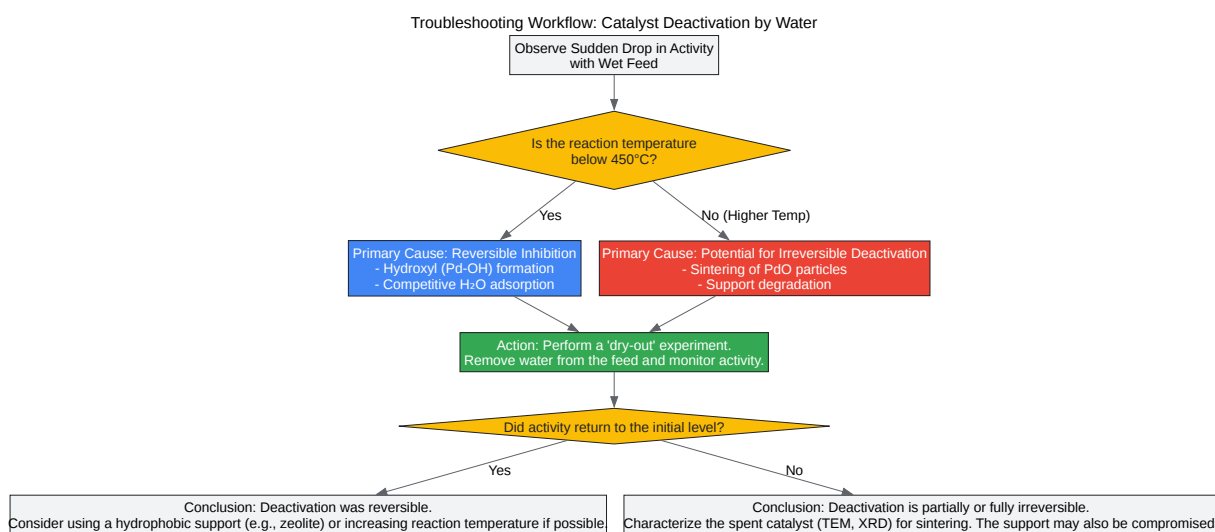 Troubleshooting Workflow: Catalyst Deactivation by Water
Observe Sudden Drop in Activity
with Wet Feed
Is the reaction temperature
below 450°C?
Yes
No (Higher Temp)
Primary Cause: Reversible Inhibition
- Hydroxyl (Pd-OH) formation
- Competitive H₂O adsorption
Primary Cause: Potential for Irreversible Deactivation
- Sintering of PdO particles
- Support degradation
Action: Perform a 'dry-out' experiment.
Remove water from the feed and monitor activity.
Did activity return to the initial level?
Yes
No
Conclusion: Deactivation was reversible.
Consider using a hydrophobic support (e.g., zeolite) or increasing reaction temperature if possible.
Conclusion: Deactivation is partially or fully irreversible.
Characterize the spent catalyst (TEM, XRD) for sintering. The support may also be compromised